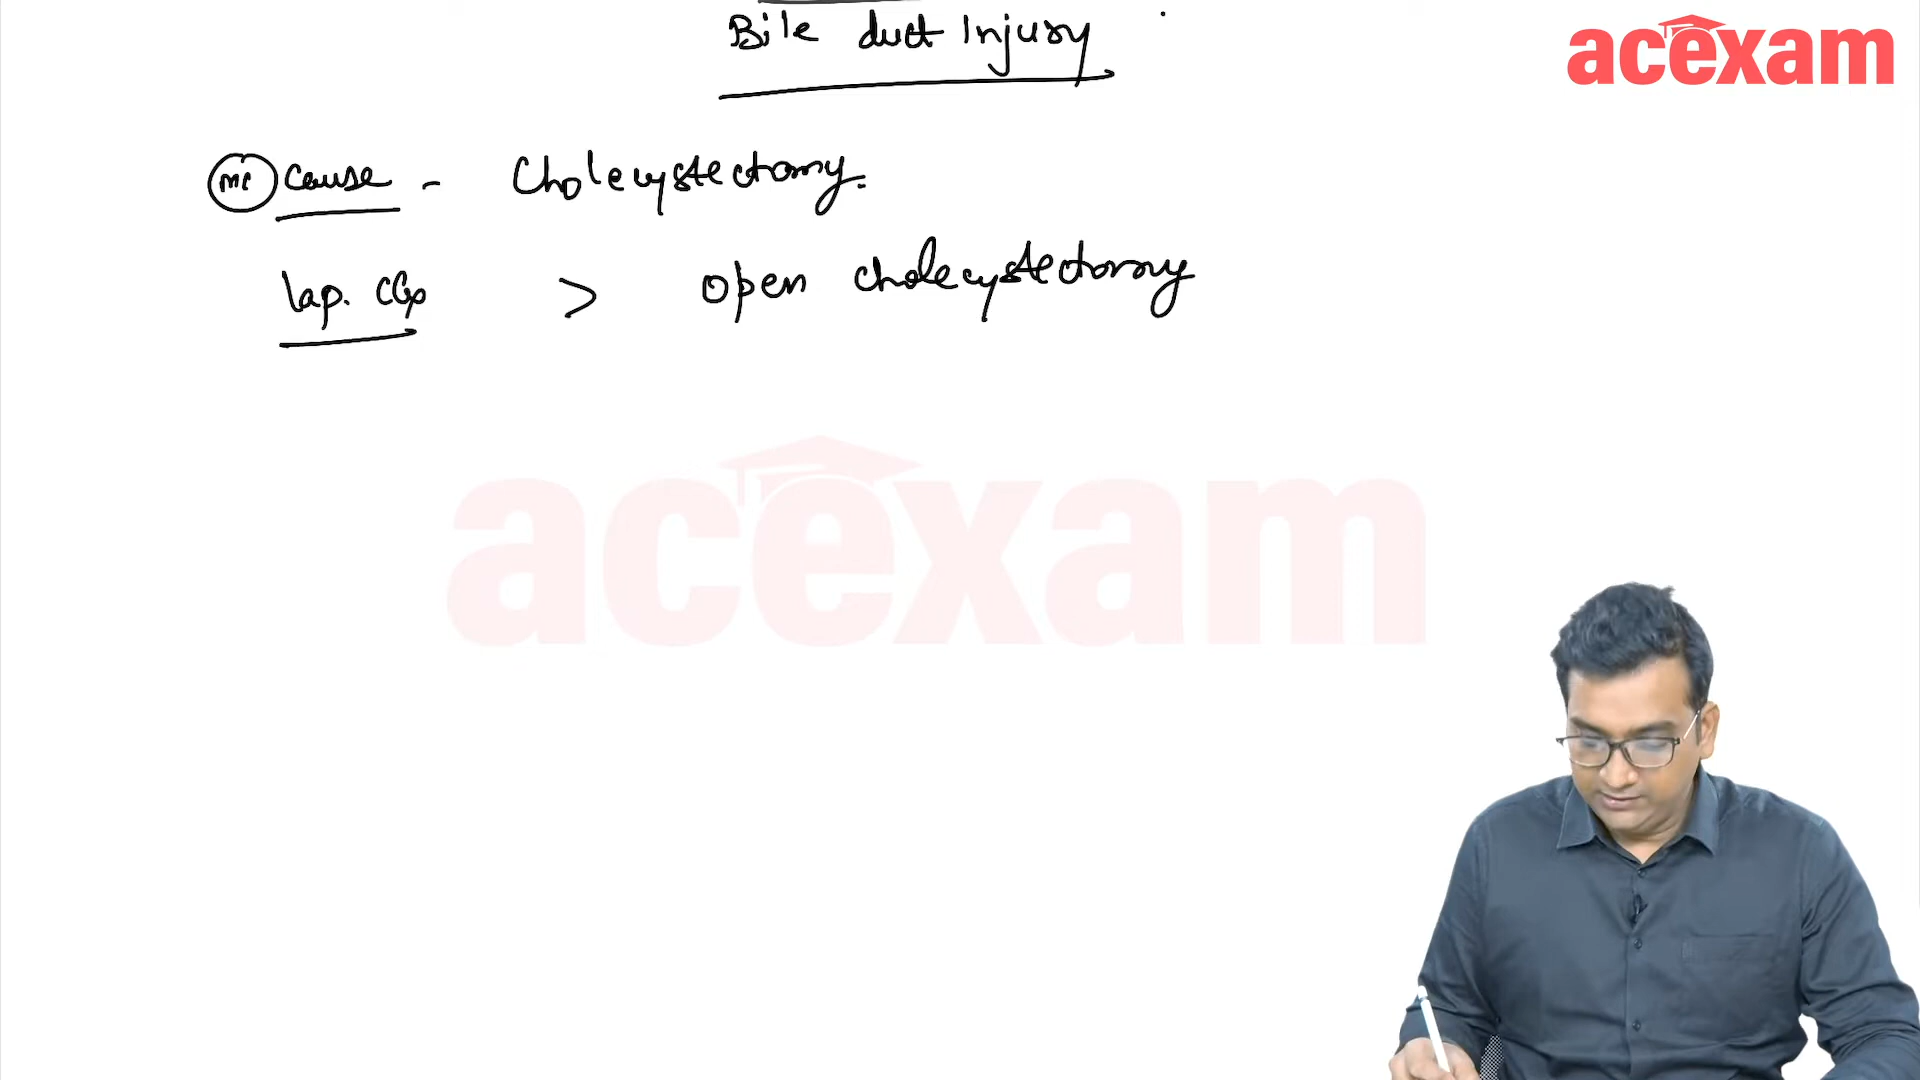 Bile duct Injury
acexam
MC cause - Cholecystectomy.
lap. CCx > open cholecystectomy
acexam